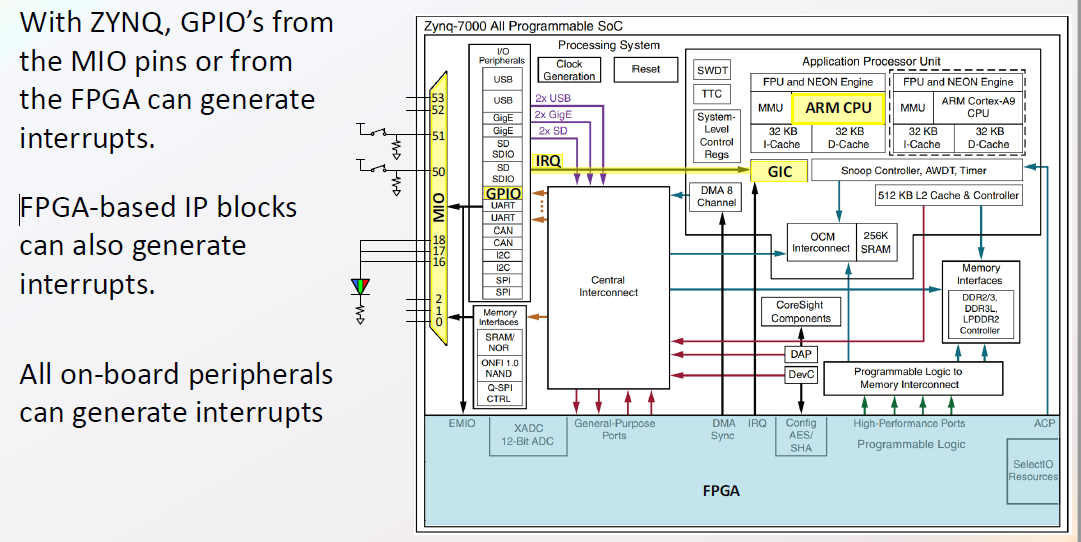 With ZYNQ, GPIO's from
the MIO pins or from
the FPGA can generate
interrupts.
FPGA-based IP blocks
can also generate
interrupts.
All on-board peripherals
can generate interrupts
Zynq-7000 All Programmable SoC
Processing System
I/O
Peripherals
USB
USB
GigE
GigE
SD
SDIO
SD
SDIO
GPIO
UART
UART
CAN
CAN
I2C
I2C
SPI
SPI
Memory
Interfaces
SRAM/
NOR
ONFI 1.0
NAND
Q-SPI
CTRL
MIO
53
52
51
50
18
17
16
2
1
0
Clock
Generation
Reset
2x USB
2x GigE
2x SD
IRQ
Central
Interconnect
SWDT
TTC
System-
Level
Control
Regs
Application Processor Unit
FPU and NEON Engine
MMU
ARM CPU
32 KB
I-Cache
32 KB
D-Cache
FPU and NEON Engine
MMU
ARM Cortex-A9
CPU
32 KB
I-Cache
32 KB
D-Cache
GIC
Snoop Controller, AWDT, Timer
DMA 8
Channel
512 KB L2 Cache & Controller
OCM
Interconnect
256K
SRAM
Memory
Interfaces
DDR2/3,
DDR3L,
LPDDR2
Controller
CoreSight
Components
DAP
DevC
Programmable Logic to
Memory Interconnect
EMIO
XADC
12-Bit ADC
General-Purpose
Ports
DMA
Sync
IRQ
Config
AES/
SHA
High-Performance Ports
ACP
Programmable Logic
SelectIO
Resources
FPGA